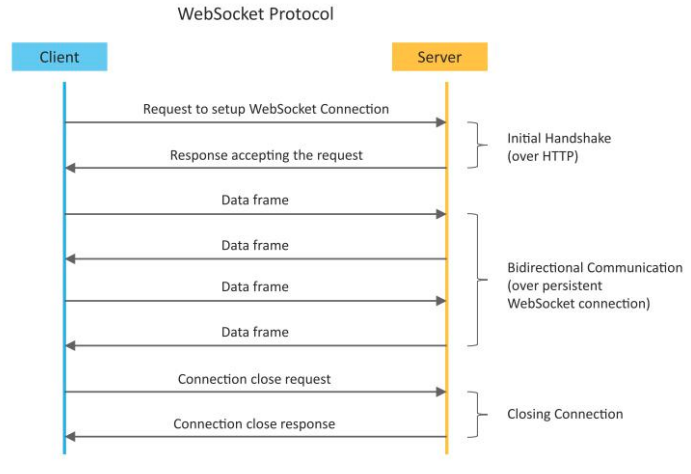 WebSocket Protocol
Client
Server
Request to setup WebSocket Connection
Response accepting the request
Initial Handshake
(over HTTP)
Data frame
Data frame
Data frame
Data frame
Bidirectional Communication
(over persistent
WebSocket connection)
Connection close request
Connection close response
Closing Connection